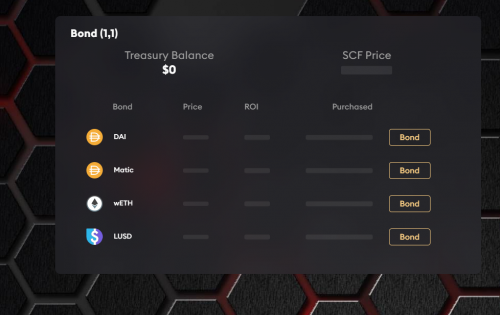 Bond (1,1)
Treasury Balance SCF Price
$0
Bond Price ROI Purchased
DAI Bond
Matic Bond
wETH Bond
LUSD Bond